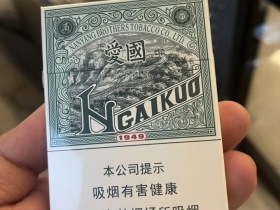 NANYANG BROTHERS TOBACCO CO., LTD.
愛國
NGAIKUO
1949
本公司提示
吸烟有害健康